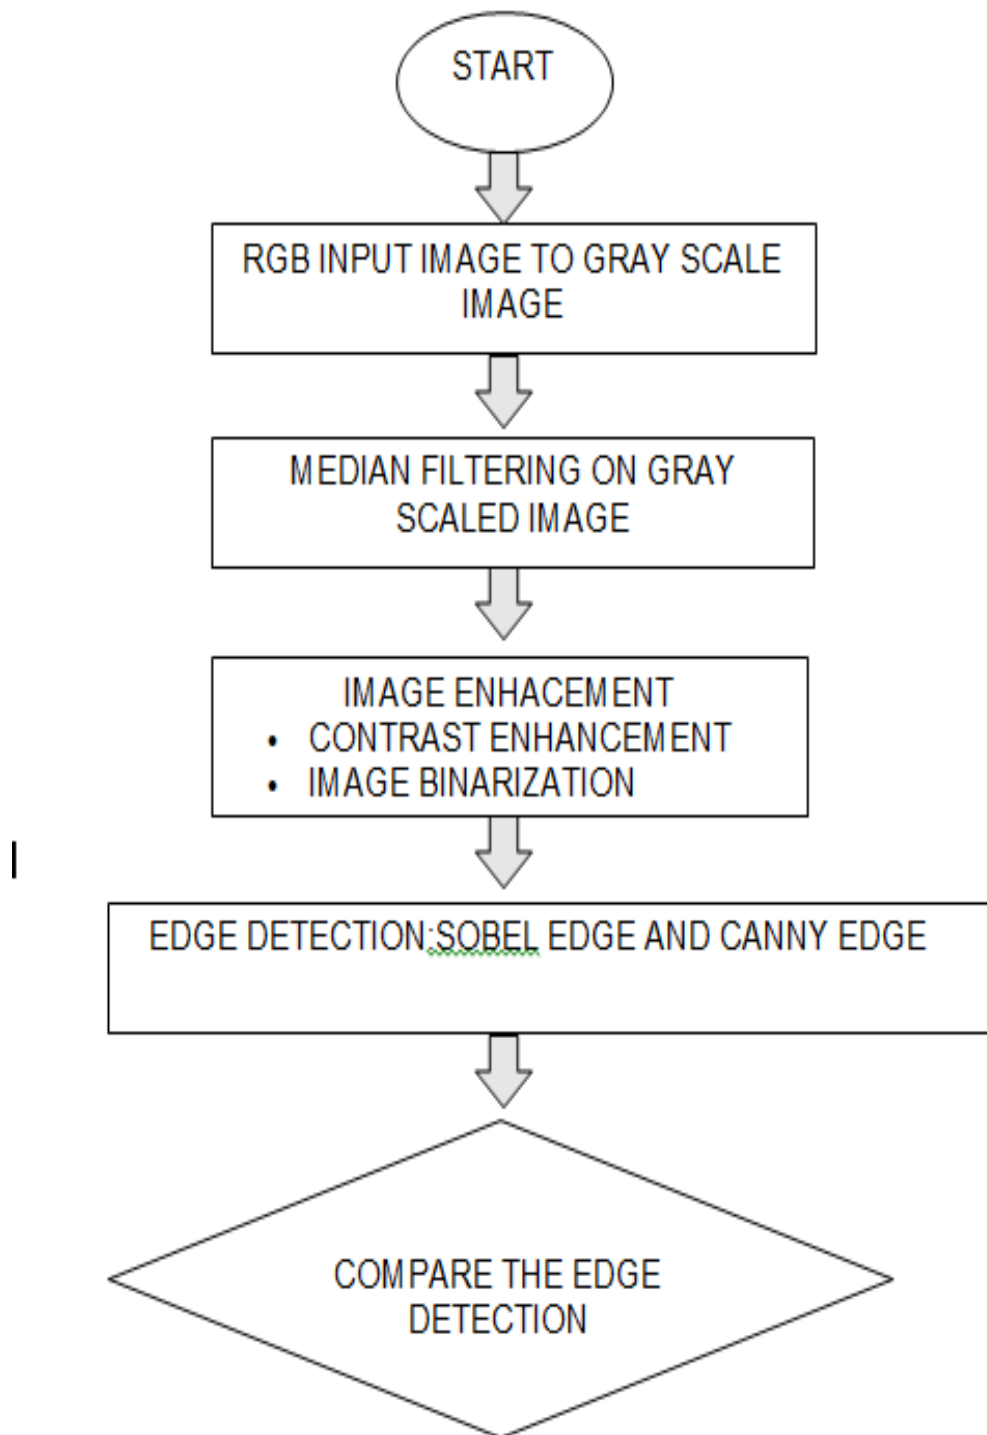 START
RGB INPUT IMAGE TO GRAY SCALE
IMAGE
MEDIAN FILTERING ON GRAY
SCALED IMAGE
IMAGE ENHACEMENT
• CONTRAST ENHANCEMENT
• IMAGE BINARIZATION
EDGE DETECTION:SOBEL EDGE AND CANNY EDGE
COMPARE THE EDGE
DETECTION